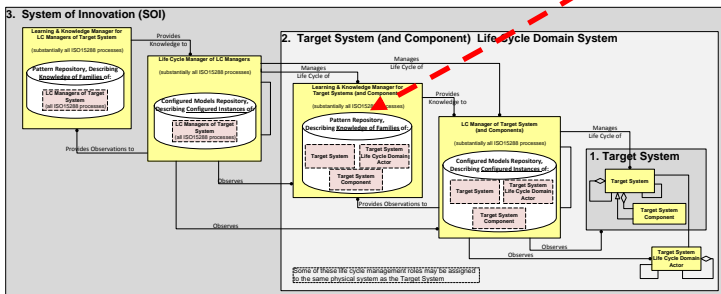 3. System of Innovation (SOI)
Learning & Knowledge Manager for
LC Managers of Target System
(substantially all ISO15288 processes)
Pattern Repository, Describing
Knowledge of Families of:
LC Managers of Target
System
(all ISO15288 processes)
Provides
Knowledge to
Provides Observations to
Life Cycle Manager of LC Managers
(substantially all ISO15288 processes)
Configured Models Repository,
Describing Configured Instances of:
LC Managers of Target
System
(all ISO15288 processes)
2. Target System (and Component) Life Cycle Domain System
Manages
Life Cycle of
Manages
Life Cycle of
Learning & Knowledge Manager for
Target Systems (and Components)
(substantially all ISO15288 processes)
Pattern Repository,
Describing Knowledge of Families of:
Target System
Target System
Life Cycle Domain
Actor
Target System
Component
Provides
Knowledge to
Provides Observations to
Observes
Observes
LC Manager of Target System
(and Components)
(substantially all ISO15288 processes)
Configured Models Repository,
Describing Configured Instances of:
Target System
Target System
Life Cycle Domain
Actor
Target System
Component
Manages
Life Cycle of
1. Target System
Target System
Target System
Component
Observes
Observes
Target System
Life Cycle Domain
Actor
Some of these life cycle management roles may be assigned
to the same physical system as the Target System